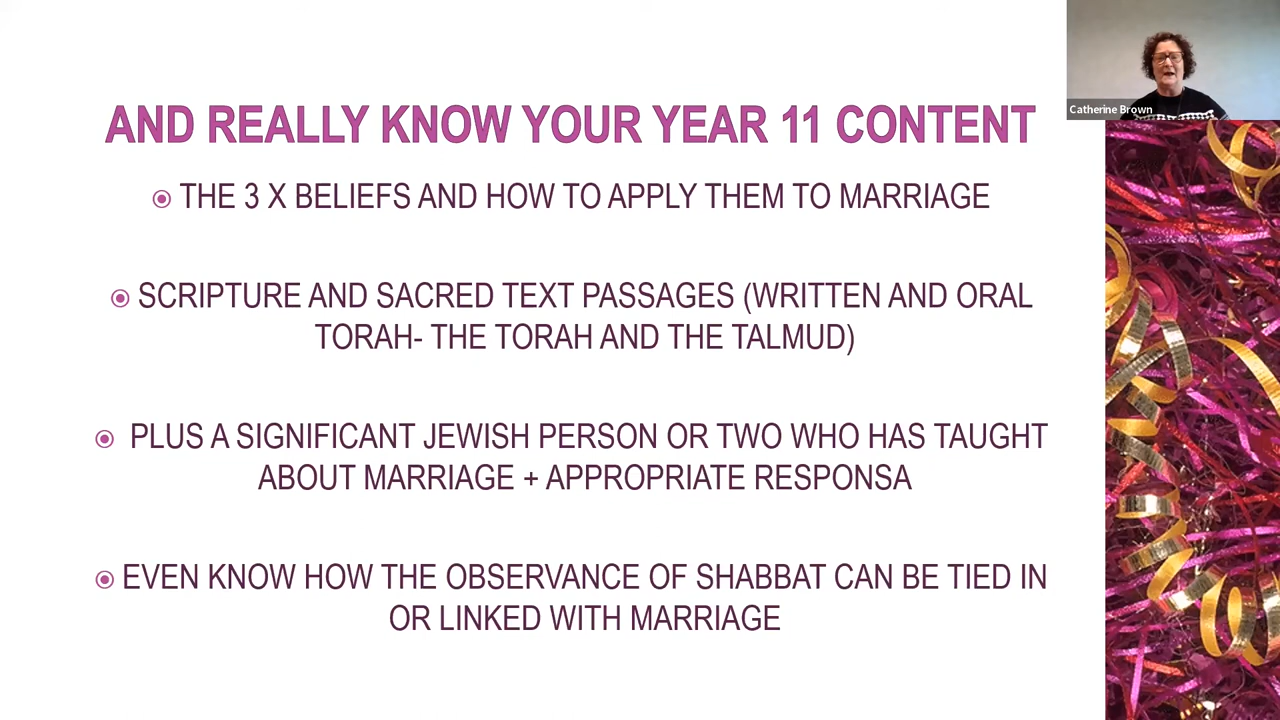 AND REALLY KNOW YOUR YEAR 11 CONTENT
THE 3 X BELIEFS AND HOW TO APPLY THEM TO MARRIAGE
SCRIPTURE AND SACRED TEXT PASSAGES (WRITTEN AND ORAL
TORAH- THE TORAH AND THE TALMUD)
PLUS A SIGNIFICANT JEWISH PERSON OR TWO WHO HAS TAUGHT
ABOUT MARRIAGE + APPROPRIATE RESPONSA
EVEN KNOW HOW THE OBSERVANCE OF SHABBAT CAN BE TIED IN
OR LINKED WITH MARRIAGE
Catherine Brown